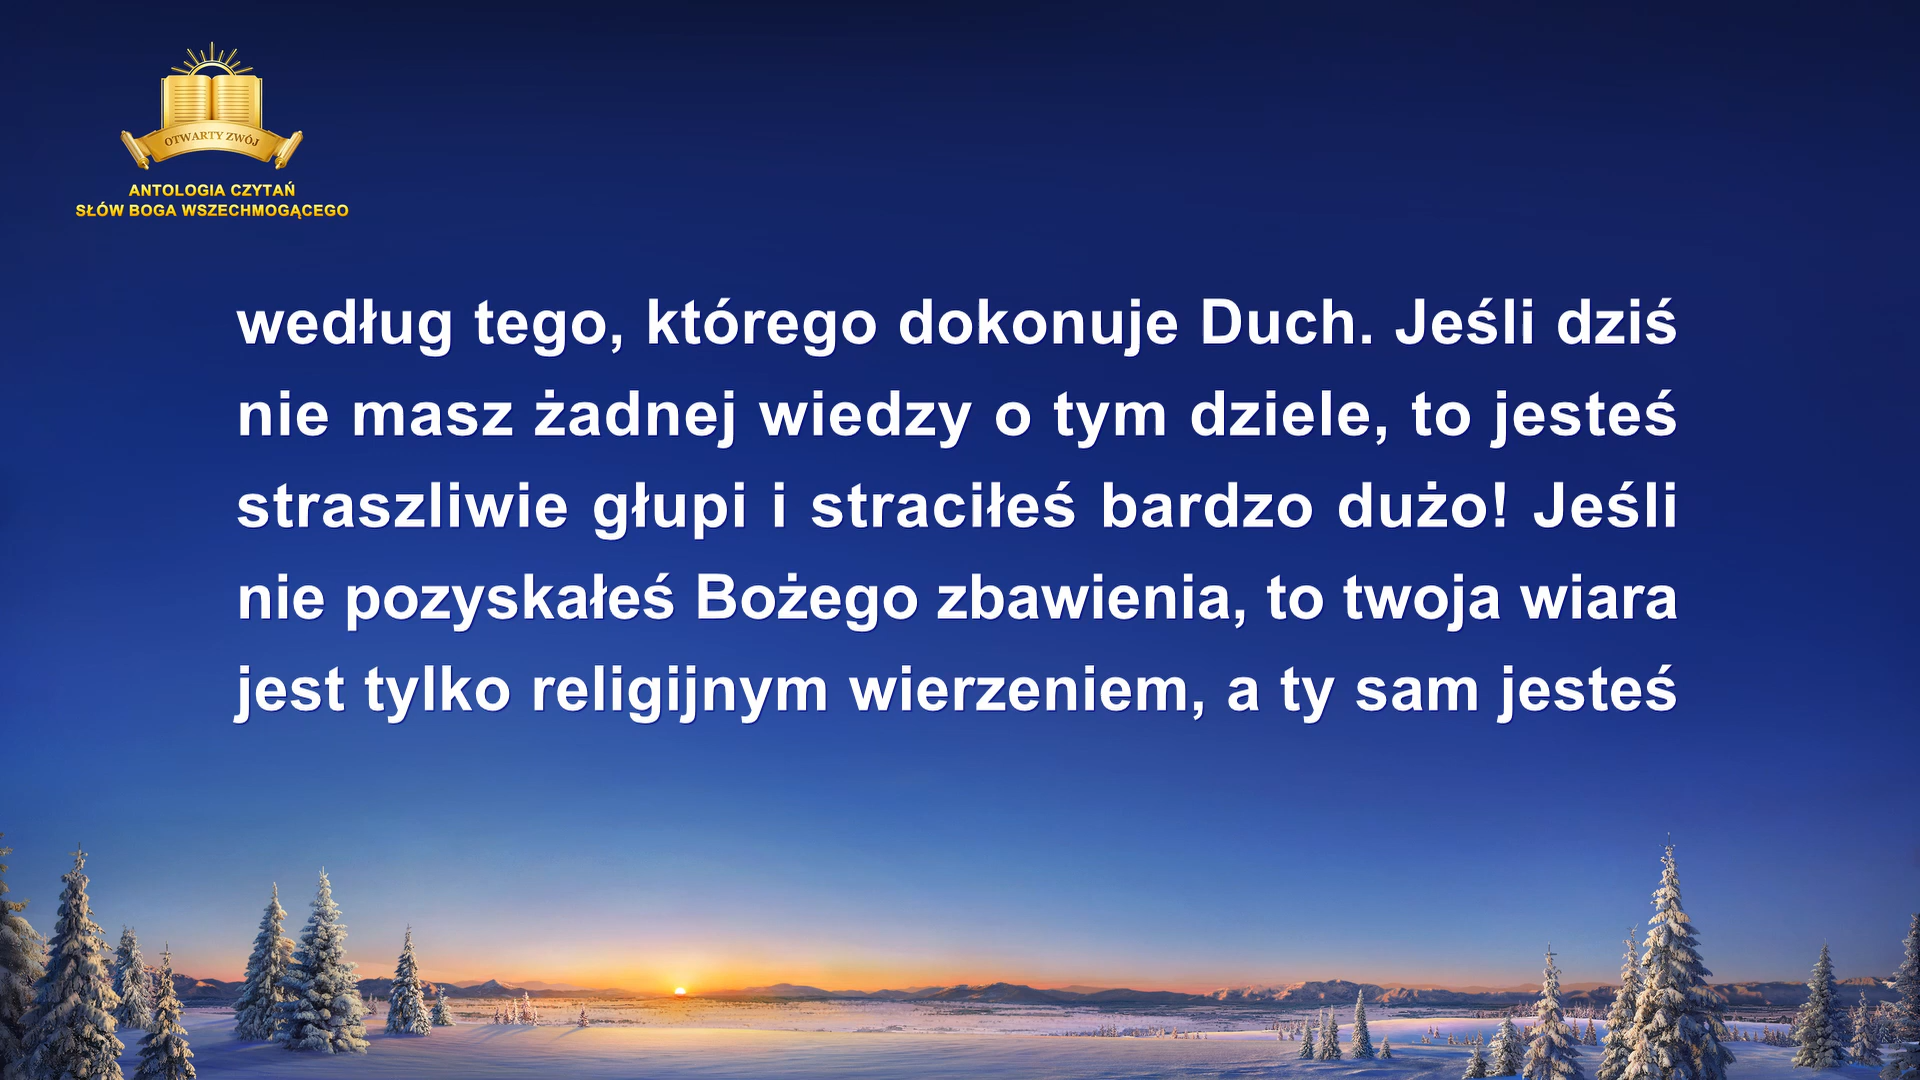 OTWARTY ZWÓJ
ANTOLOGIA CZYTAŃ
SŁÓW BOGA WSZECHMOGĄCEGO
według tego, którego dokonuje Duch. Jeśli dziś
nie masz żadnej wiedzy o tym dziele, to jesteś
straszliwie głupi i straciłeś bardzo dużo! Jeśli
nie pozyskałeś Bożego zbawienia, to twoja wiara
jest tylko religijnym wierzeniem, a ty sam jesteś